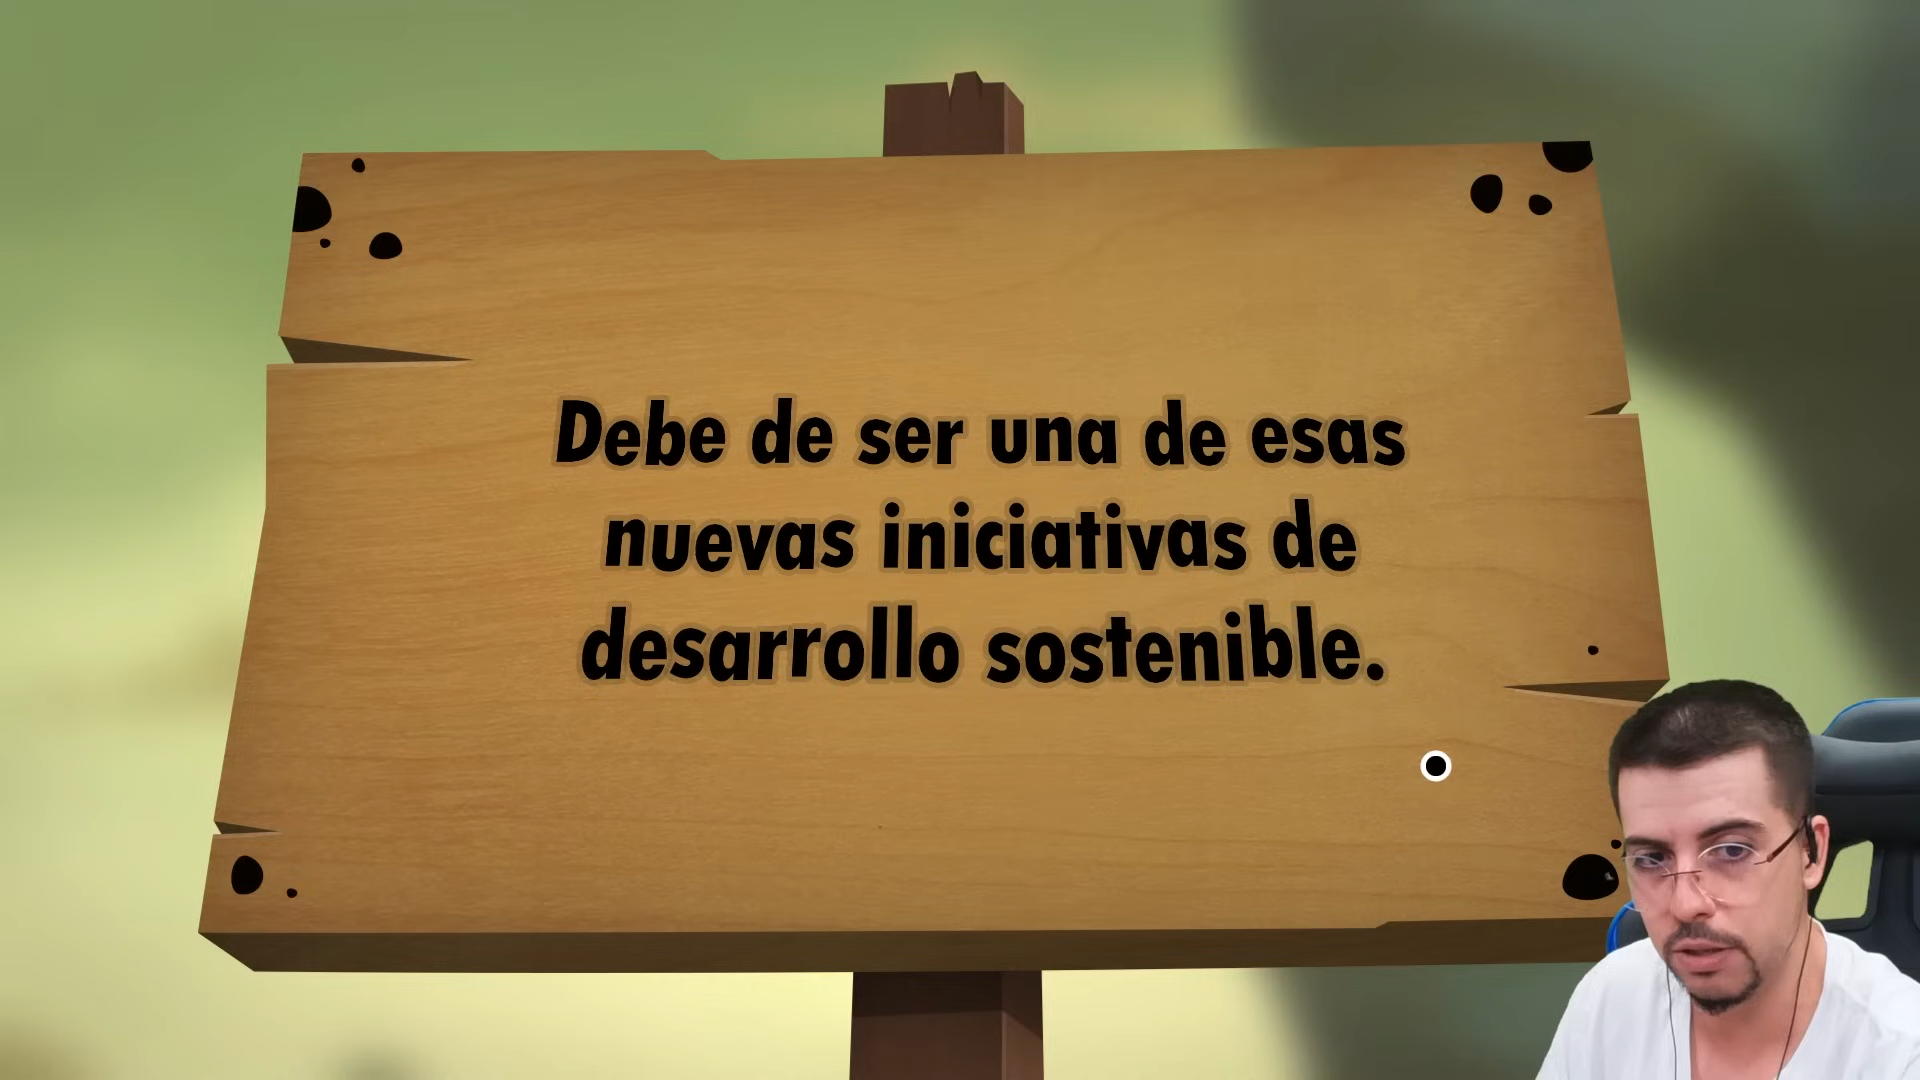 Debe de ser una de esas
nuevas iniciativas de
desarrollo sostenible.